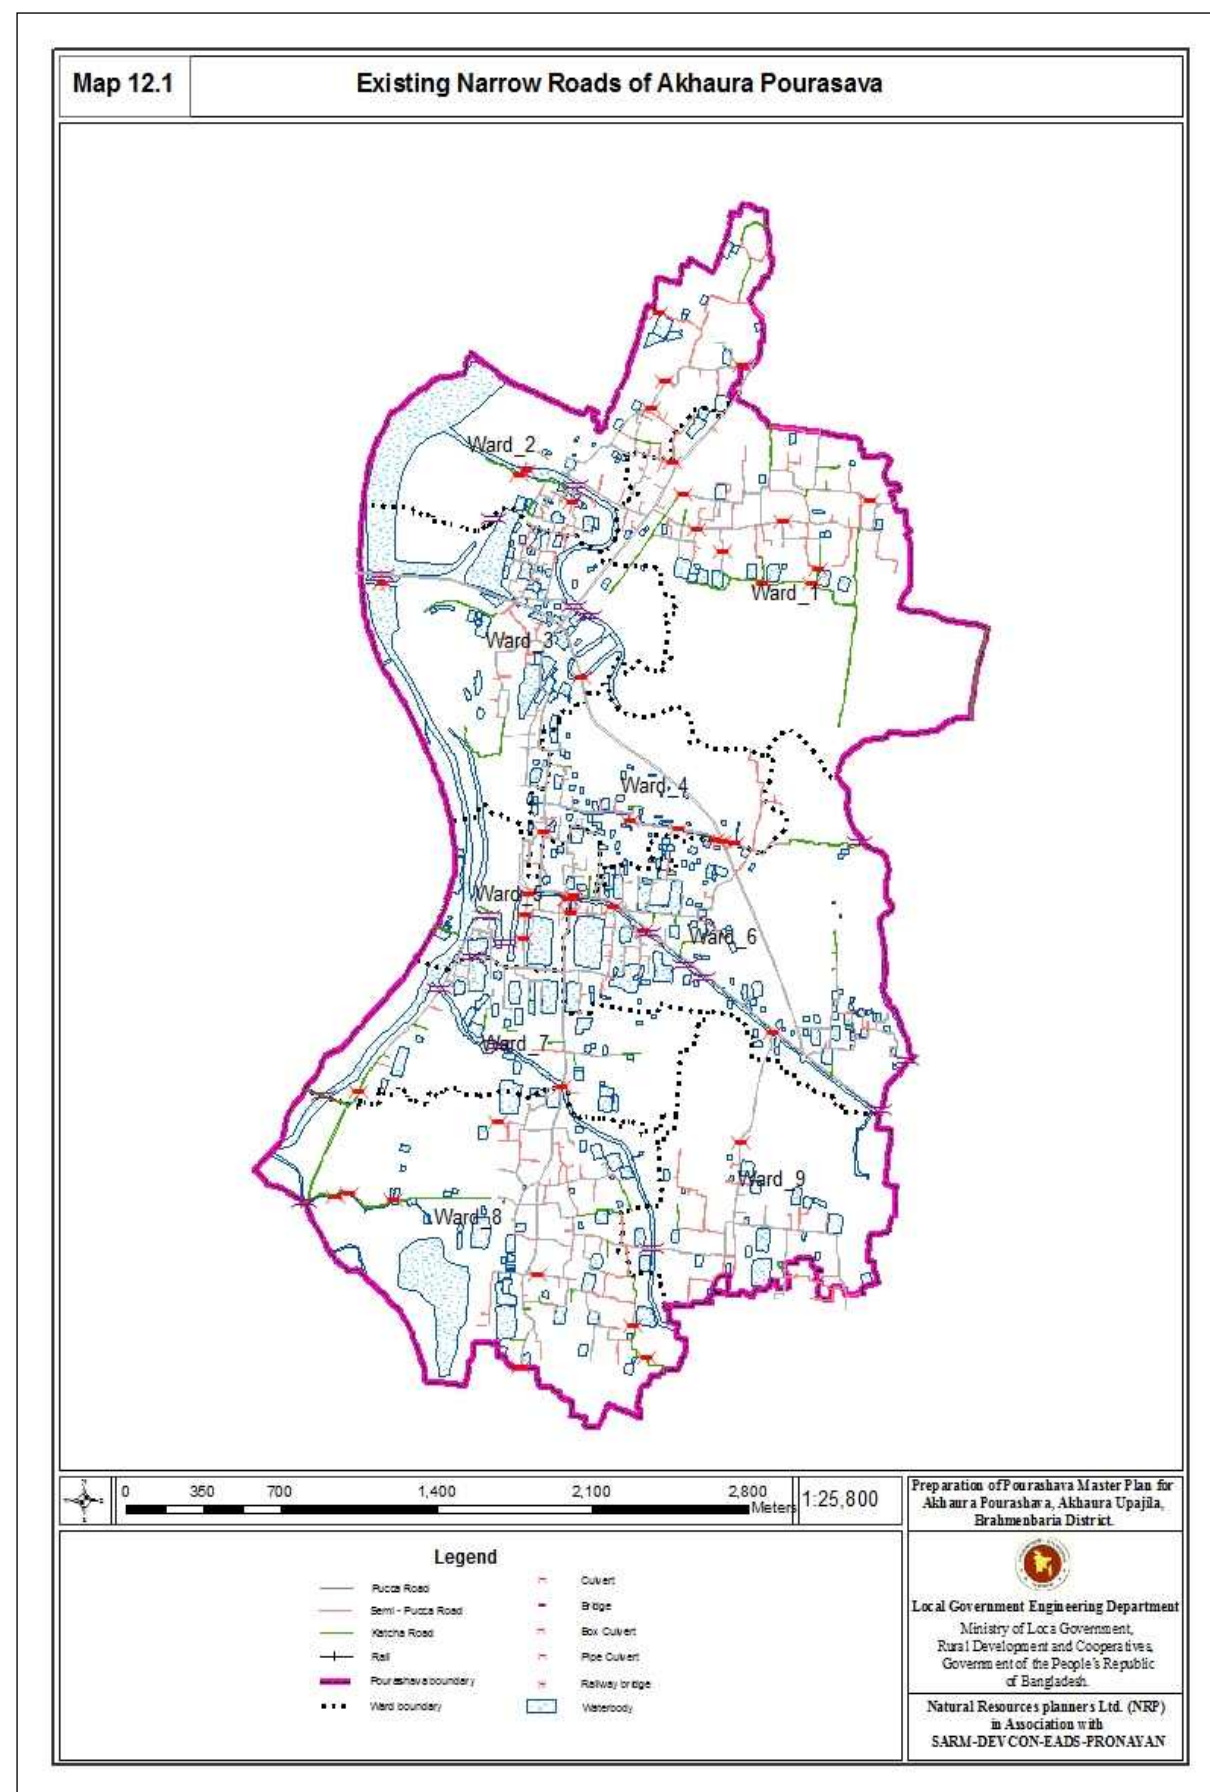 Map 12.1
Existing Narrow Roads of Akhaura Pourasava
Ward_2
Ward_1
Ward_3
Ward_4
Ward_5
Ward_6
Ward_7
Ward_9
Ward_8
0 350 700 1,400 2,100 2,800
Meters
1:25,800
Preparation of Pourashava Master Plan for
Akhaura Pourashava, Akhaura Upajila,
Brahmenbaria District.
Local Government Engineering Department
Ministry of Loca Government,
Rural Development and Cooperatives,
Government of the People's Republic
of Bangladesh.
Natural Resources planners Ltd. (NRP)
in Association with
SARM-DEVCON-EADS-PRONAYAN
Legend
Pucca Road
Semi - Pucca Road
Katcha Road
Rail
Pourashava boundary
Ward boundary
Culvert
Bridge
Box Culvert
Pipe Culvert
Railway bridge
Waterbody